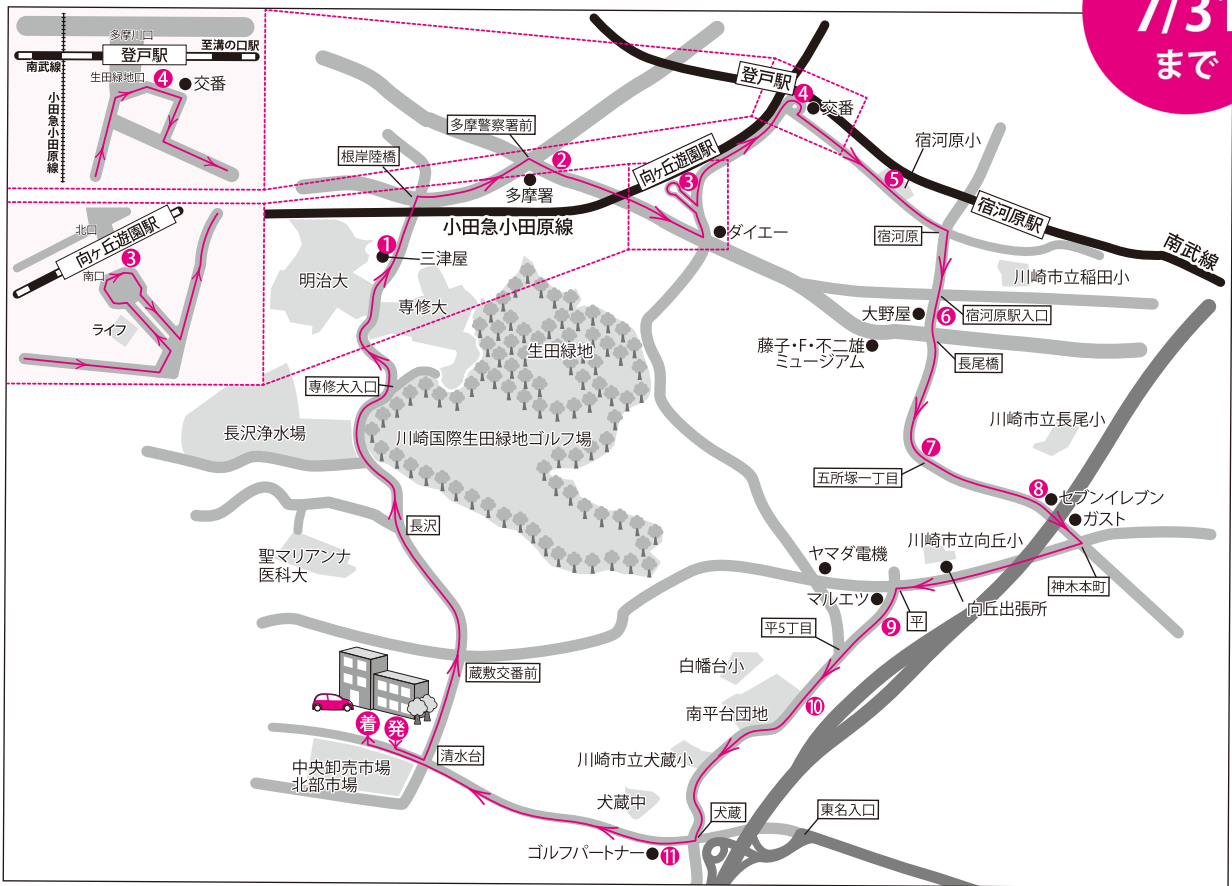 7/31
まで
多摩川口
登戸駅
至溝の口駅
南武線
生田緑地口
4
交番
小田急小田原線
北口
向ヶ丘遊園駅
3
南口
ライフ
登戸駅
4
交番
多摩警察署前
2
向ヶ丘遊園駅
3
宿河原小
5
根岸陸橋
多摩署
宿河原駅
小田急小田原線
ダイエー
宿河原
南武線
1
三津屋
明治大
専修大
川崎市立稲田小
大野屋
6
宿河原駅入口
生田緑地
藤子・F・不二雄
ミュージアム
長尾橋
専修大入口
川崎市立長尾小
長沢浄水場
川崎国際生田緑地ゴルフ場
7
五所塚一丁目
8
セブンイレブン
ガスト
長沢
聖マリアンナ
医科大
ヤマダ電機
川崎市立向丘小
神木本町
マルエツ
平
向丘出張所
9
平5丁目
蔵敷交番前
白幡台小
10
南平台団地
着
発
清水台
川崎市立犬蔵小
中央卸売市場
北部市場
犬蔵中
犬蔵
東名入口
ゴルフパートナー
11